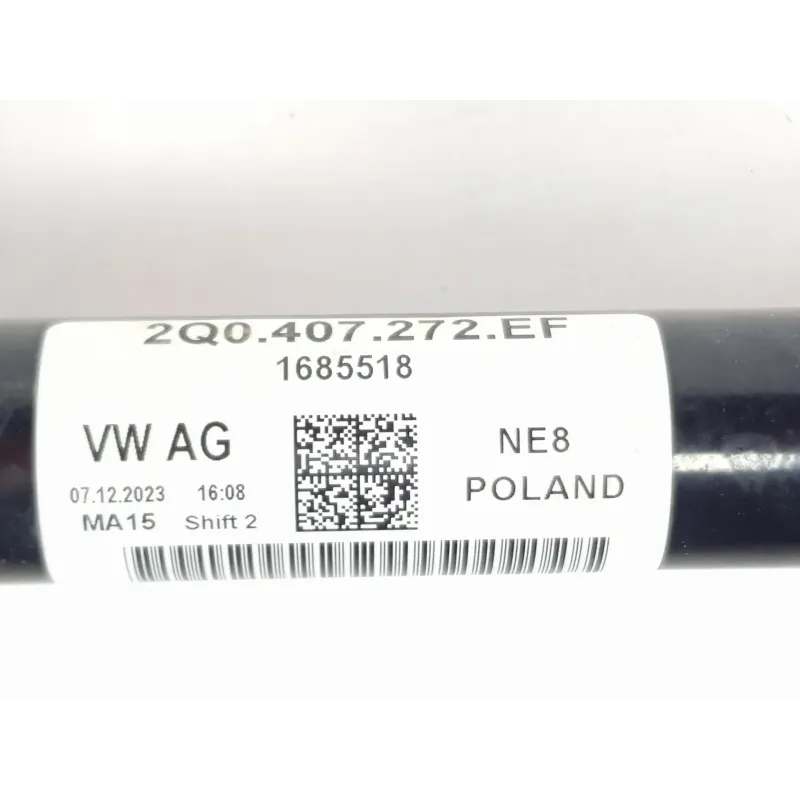 2Q0.407.272.EF
1685518
VW AG
NE8
POLAND
07.12.2023 16:08
MA15 Shift 2